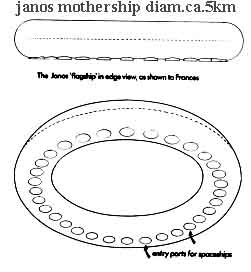 janos mothership diam.ca.5km
The Janos 'flagship' in edge view, as shown to Frances
entry ports for spaceships